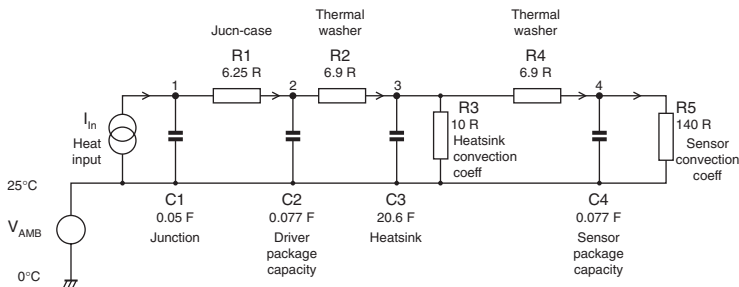 Thermal
washer
Thermal
washer
Jucn-case
R1
6.25 R
R2
6.9 R
R4
6.9 R
1
2
3
4
I In
Heat
input
R3
10 R
Heatsink
convection
coeff
R5
140 R
Sensor
convection
coeff
25°C
V AMB
0°C
C1
0.05 F
Junction
C2
0.077 F
Driver
package
capacity
C3
20.6 F
Heatsink
C4
0.077 F
Sensor
package
capacity